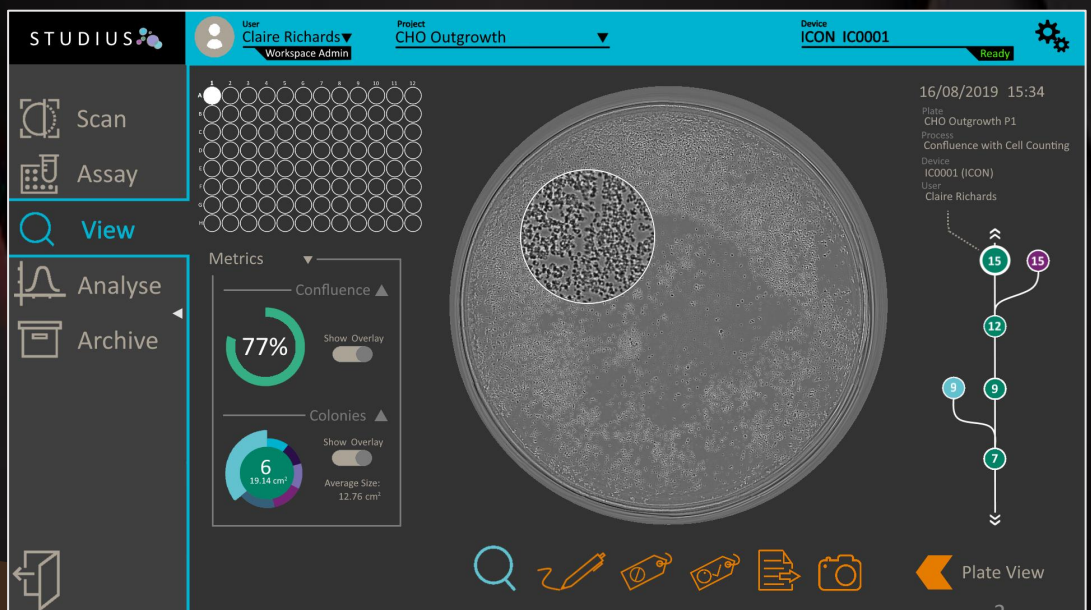 STUDIUS
User
Claire Richards
Workspace Admin
Project
CHO Outgrowth
Device
ICON IC0001
Ready
Scan
Assay
View
Analyse
Archive
1 2 3 4 5 6 7 8 9 10 11 12
A
B
C
D
E
F
G
H
Metrics
Confluence
77%
Show Overlay
Colonies
6
19.14 cm²
Show Overlay
Average Size:
12.76 cm²
16/08/2019 15:34
Plate
CHO Outgrowth P1
Process
Confluence with Cell Counting
Device
IC0001 (ICON)
User
Claire Richards
15 15
12
9 9
7
Plate View